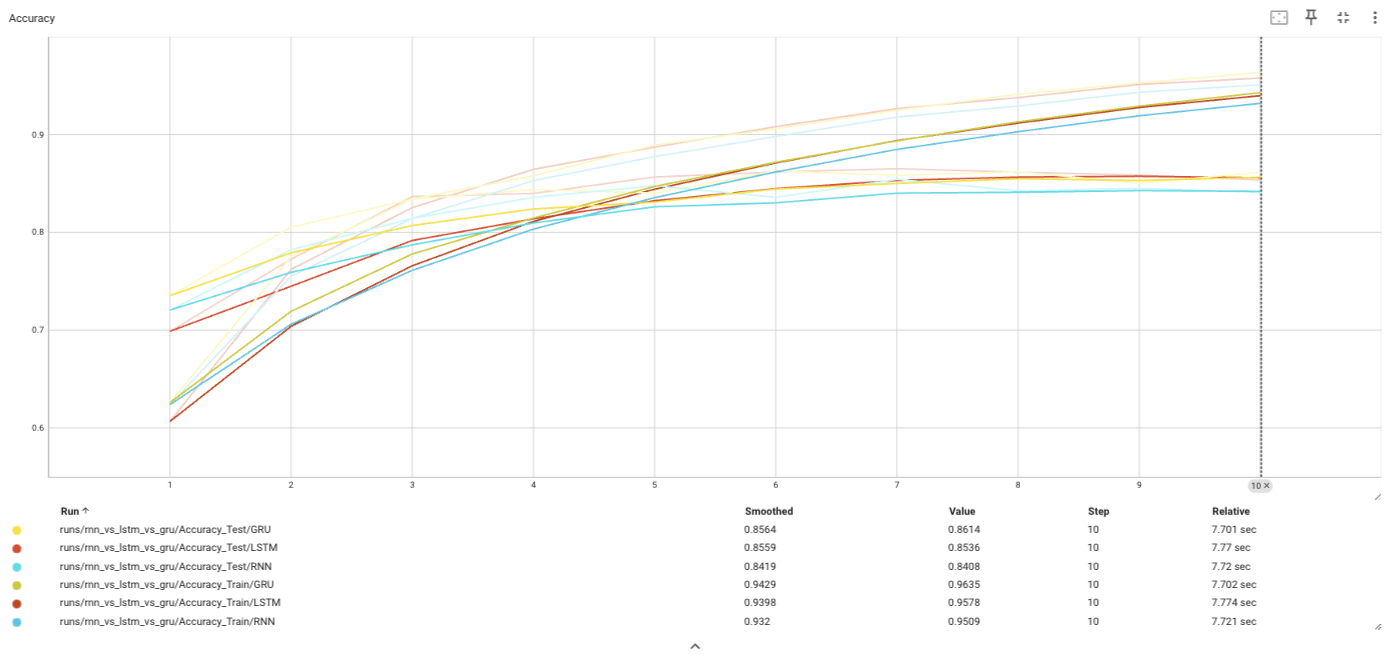 Accuracy
0.9
0.8
0.7
0.6
1 2 3 4 5 6 7 8 9 10 ×
Run ↑ Smoothed Value Step Relative
runs/rnn_vs_lstm_vs_gru/Accuracy_Test/GRU 0.8564 0.8614 10 7.701 sec
runs/rnn_vs_lstm_vs_gru/Accuracy_Test/LSTM 0.8559 0.8536 10 7.77 sec
runs/rnn_vs_lstm_vs_gru/Accuracy_Test/RNN 0.8419 0.8408 10 7.72 sec
runs/rnn_vs_lstm_vs_gru/Accuracy_Train/GRU 0.9429 0.9635 10 7.702 sec
runs/rnn_vs_lstm_vs_gru/Accuracy_Train/LSTM 0.9398 0.9578 10 7.774 sec
runs/rnn_vs_lstm_vs_gru/Accuracy_Train/RNN 0.932 0.9509 10 7.721 sec